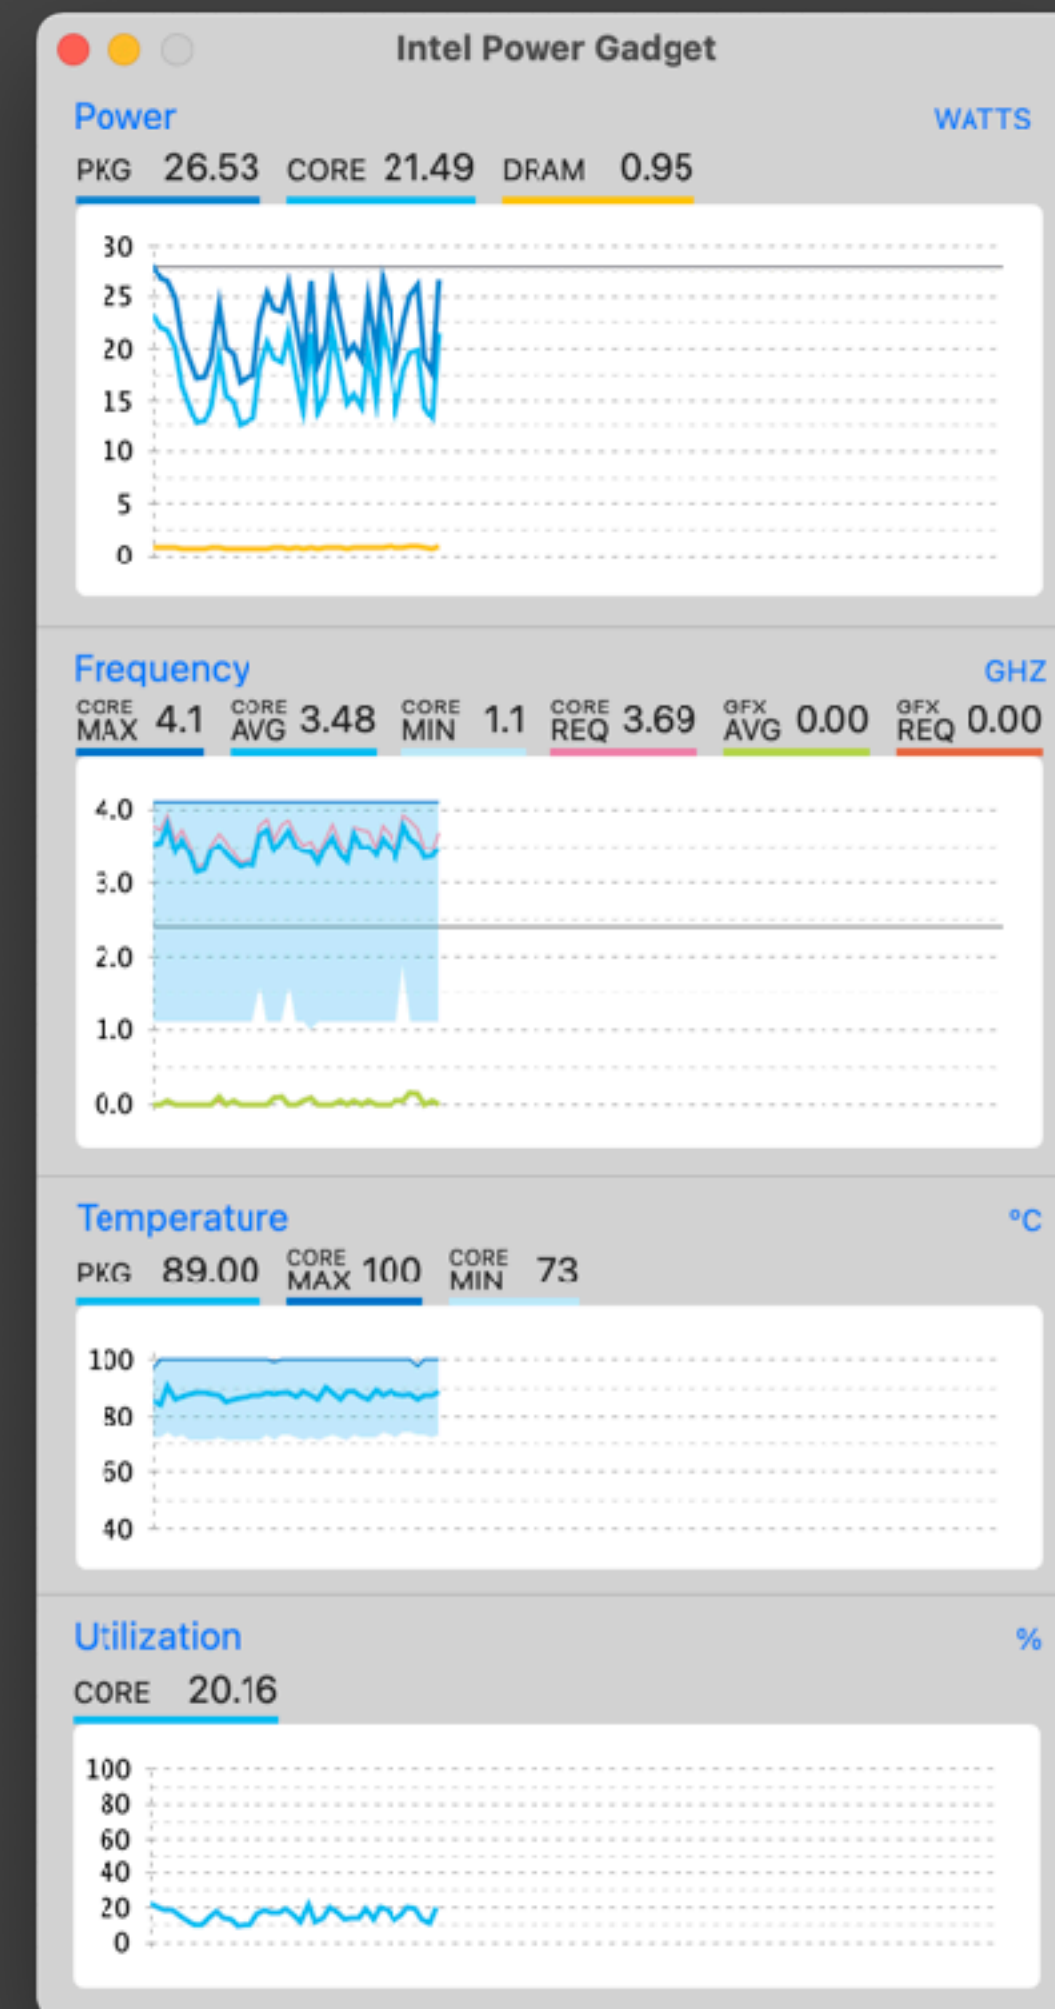 Intel Power Gadget
Power WATTS
PKG 26.53 CORE 21.49 DRAM 0.95
30
25
20
15
10
5
0
Frequency GHZ
CORE MAX 4.1 CORE AVG 3.48 CORE MIN 1.1 CORE REQ 3.69 GFX AVG 0.00 GFX REQ 0.00
4.0
3.0
2.0
1.0
0.0
Temperature ºC
PKG 89.00 CORE MAX 100 CORE MIN 73
100
80
60
40
Utilization %
CORE 20.16
100
80
60
40
20
0